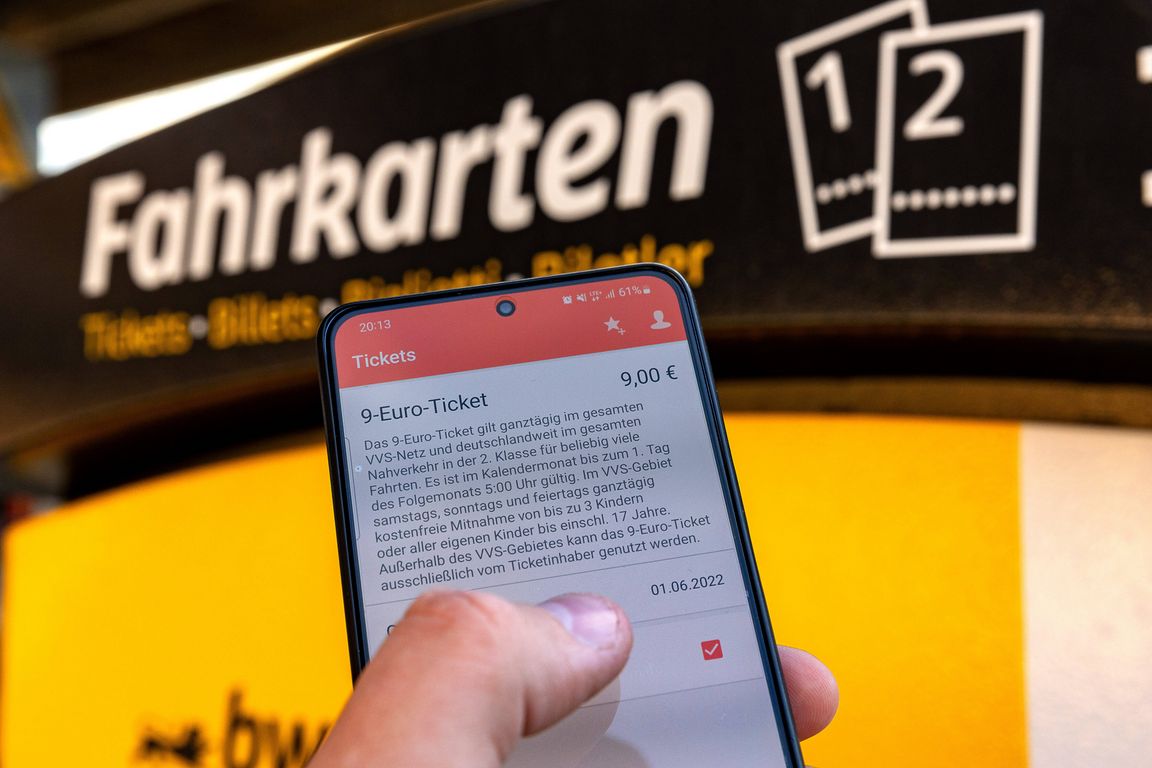 Fahrkarten
1
2
Tickets • Billets • Biglietti • Biletler
20:13
LTE+
61%
Tickets
9-Euro-Ticket
9,00 €
Das 9-Euro-Ticket gilt ganztägig im gesamten
VVS-Netz und deutschlandweit im gesamten
Nahverkehr in der 2. Klasse für beliebig viele
Fahrten. Es ist im Kalendermonat bis zum 1. Tag
des Folgemonats 5:00 Uhr gültig. Im VVS-Gebiet
samstags, sonntags und feiertags ganztägig
kostenfreie Mitnahme von bis zu 3 Kindern
oder aller eigenen Kinder bis einschl. 17 Jahre.
Außerhalb des VVS-Gebietes kann das 9-Euro-Ticket
ausschließlich vom Ticketinhaber genutzt werden.
01.06.2022
bw